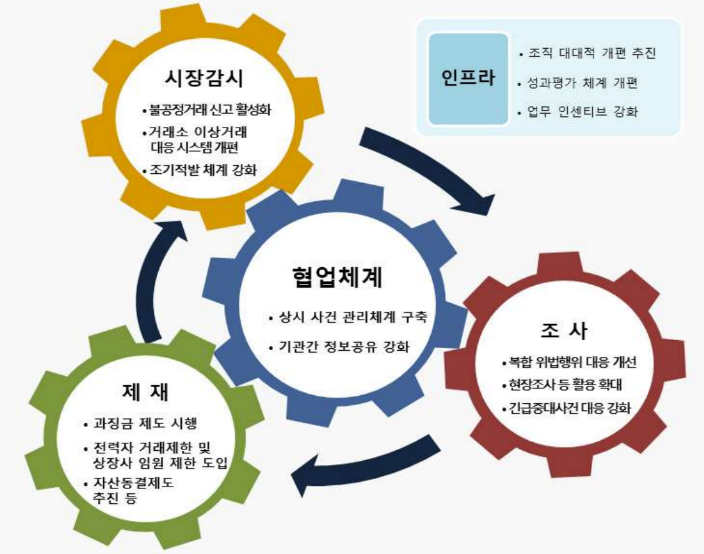 시장감시
• 불공정거래 신고 활성화
• 거래소 이상거래
대응 시스템 개편
• 조기적발 체계 강화
인프라
• 조직 대대적 개편 추진
• 성과평가 체계 개편
• 업무 인센티브 강화
협업체계
• 상시 사건 관리체계 구축
• 기관간 정보공유 강화
조 사
• 복합 위법행위 대응 개선
• 현장조사 등 활용 확대
• 긴급·중대사건 대응 강화
제 재
• 과징금 제도 시행
• 전력자 거래제한 및
상장사 임원 제한 도입
• 자산동결제도
추진 등